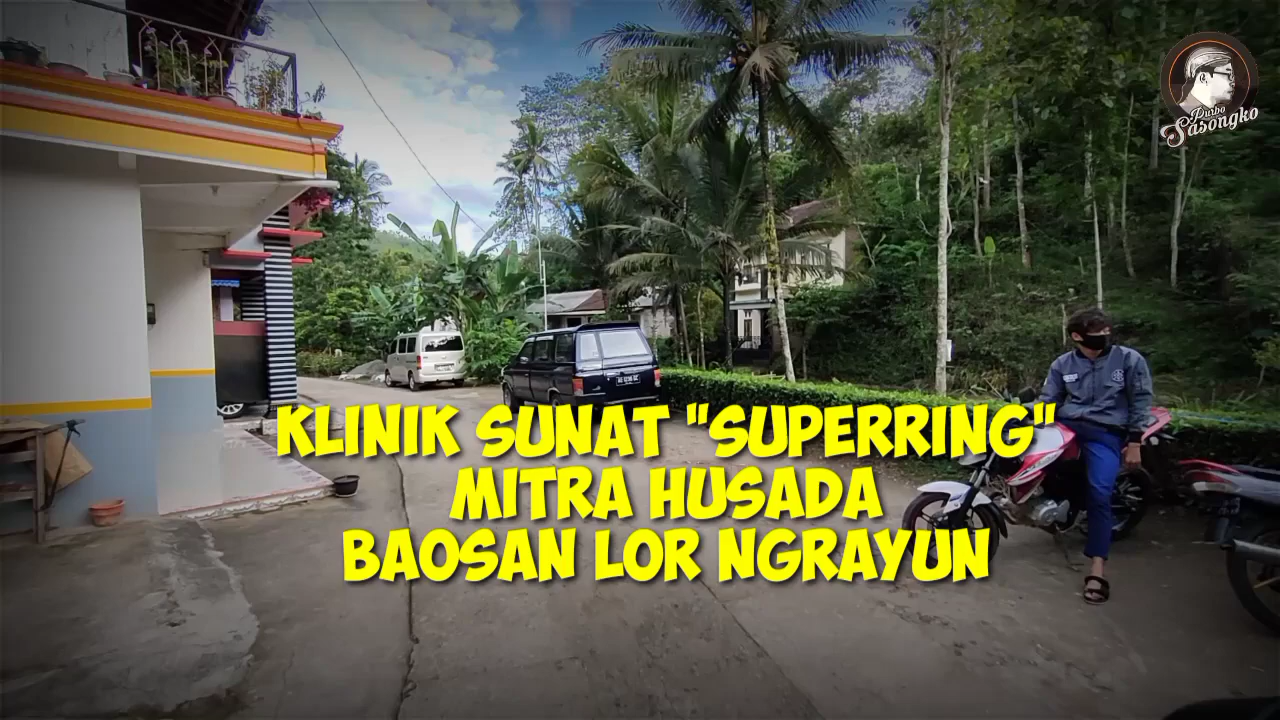 Purbo
Sasongko
KLINIK SUNAT "SUPERRING"
MITRA HUSADA
BAOSAN LOR NGRAYUN